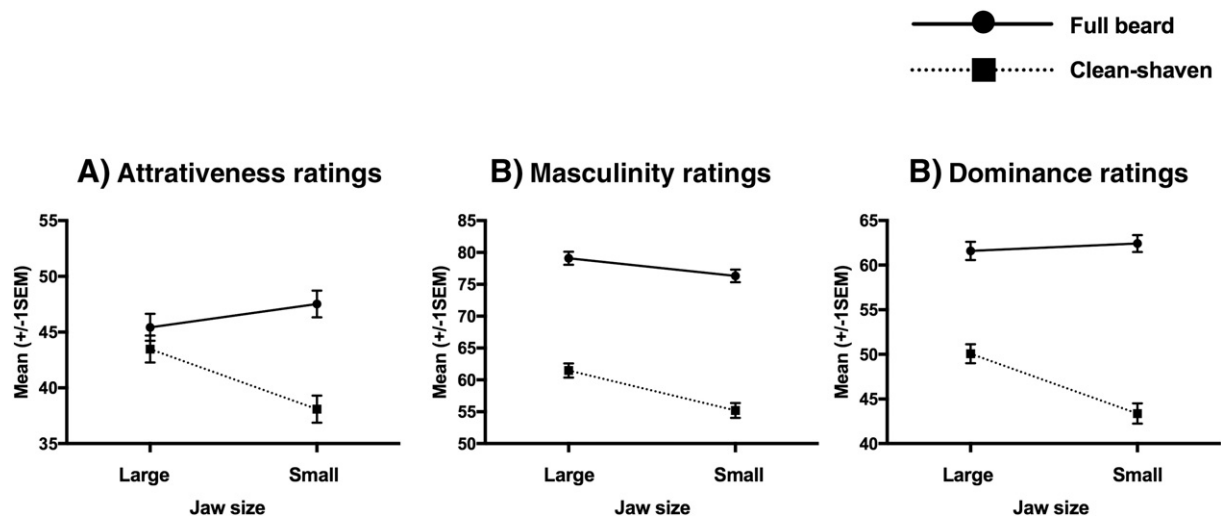 Full beard
Clean-shaven
A) Attrativeness ratings
55
50
45
40
35
Mean (+/-1SEM)
Large
Small
Jaw size
B) Masculinity ratings
85
80
75
70
65
60
55
50
Mean (+/-1SEM)
Large
Small
Jaw size
B) Dominance ratings
65
60
55
50
45
40
Mean (+/-1SEM)
Large
Small
Jaw size